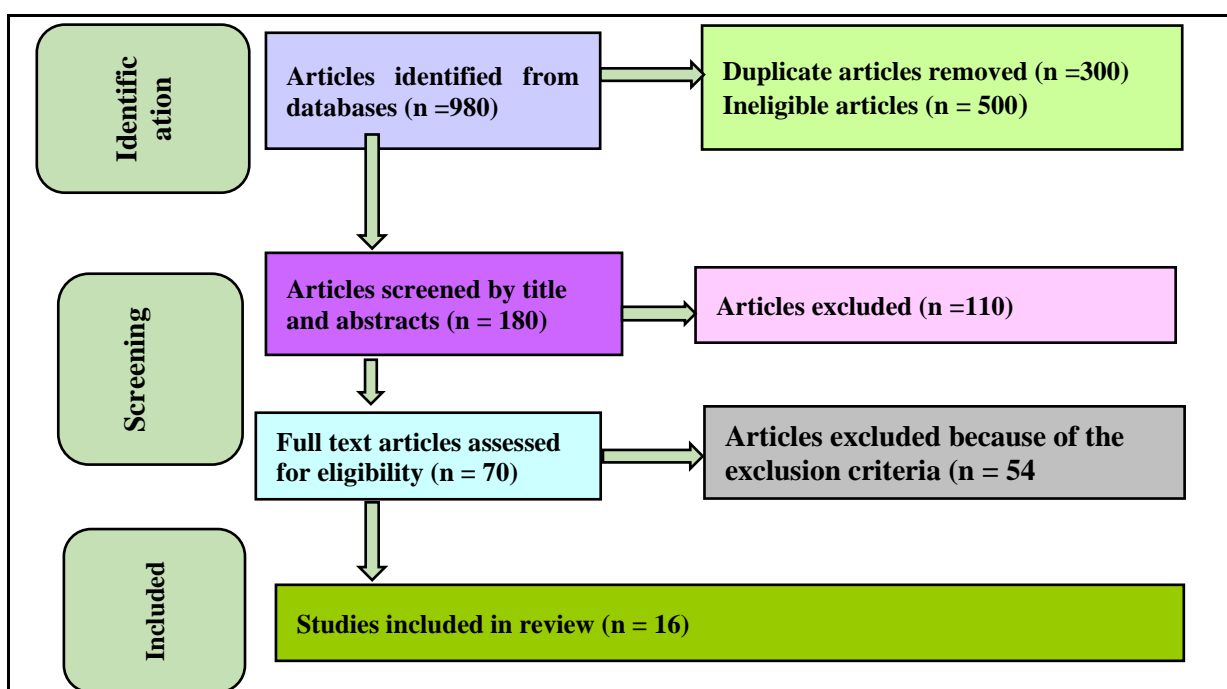 Identific
ation
Articles identified from
databases (n =980)
Duplicate articles removed (n =300)
Ineligible articles (n = 500)
Screening
Articles screened by title
and abstracts (n = 180)
Articles excluded (n =110)
Full text articles assessed
for eligibility (n = 70)
Articles excluded because of the
exclusion criteria (n = 54
Included
Studies included in review (n = 16)